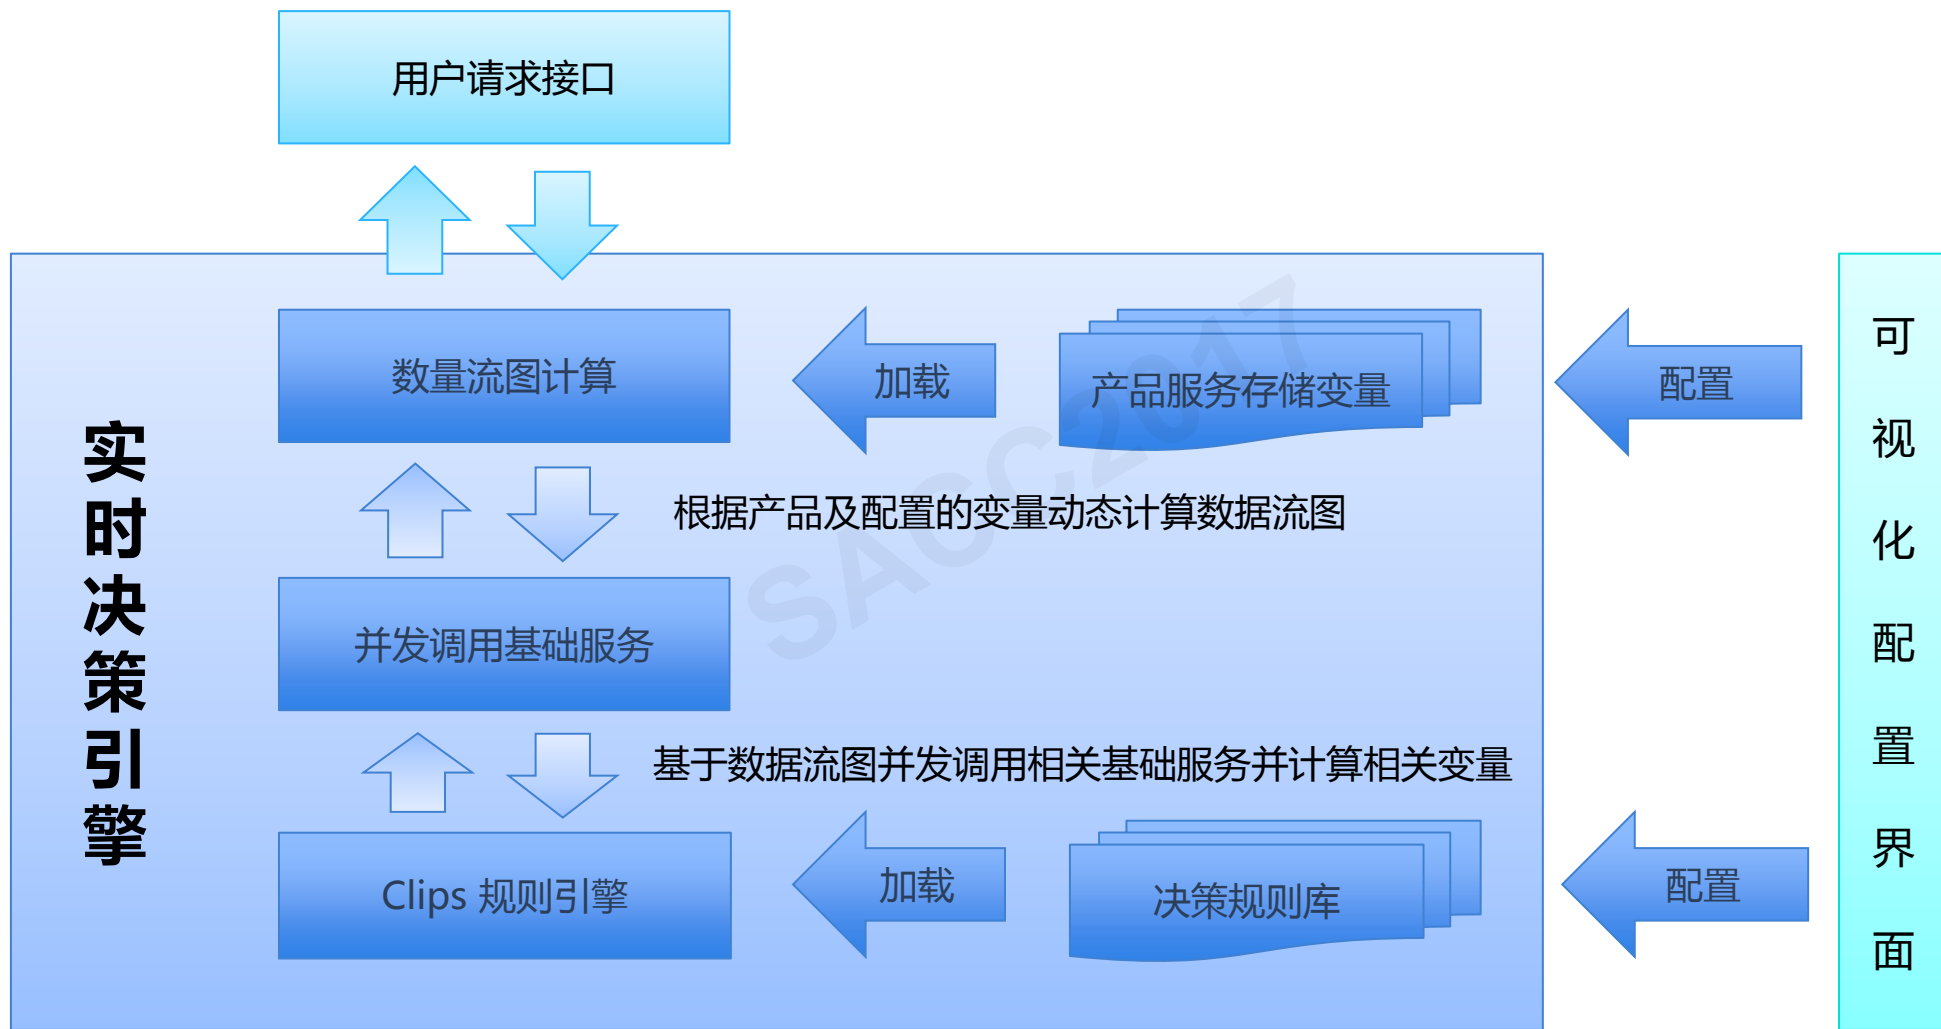 用户请求接口
实时决策引擎
数量流图计算
加载
产品服务存储变量
配置
根据产品及配置的变量动态计算数据流图
并发调用基础服务
基于数据流图并发调用相关基础服务并计算相关变量
Clips 规则引擎
加载
决策规则库
配置
可视化配置界面
SACC2017